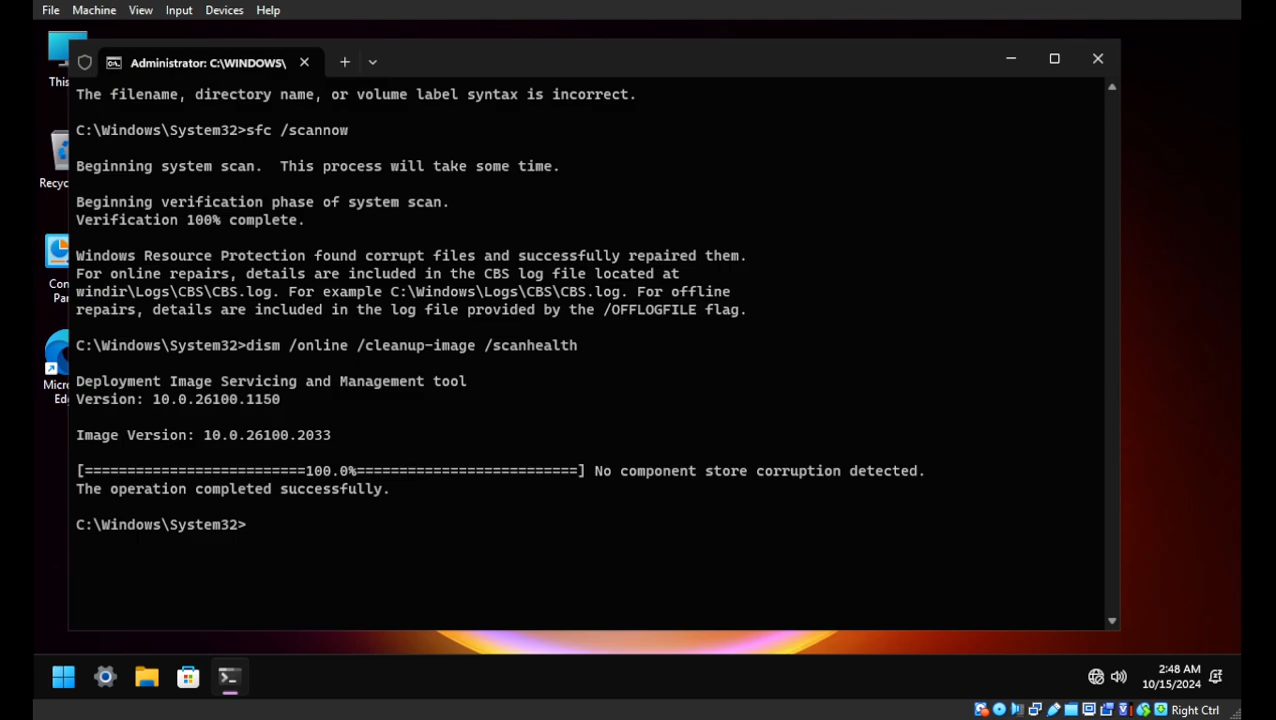 File Machine View Input Devices Help
This
Administrator: C:\WINDOWS\
The filename, directory name, or volume label syntax is incorrect.
C:\Windows\System32>sfc /scannow
Beginning system scan.  This process will take some time.
Recyc
Beginning verification phase of system scan.
Verification 100% complete.
Windows Resource Protection found corrupt files and successfully repaired them.
For online repairs, details are included in the CBS log file located at
windir\Logs\CBS\CBS.log. For example C:\Windows\Logs\CBS\CBS.log. For offline
repairs, details are included in the log file provided by the /OFFLOGFILE flag.
Con
Pan
C:\Windows\System32>dism /online /cleanup-image /scanhealth
Deployment Image Servicing and Management tool
Version: 10.0.26100.1150
Micro
Ed
Image Version: 10.0.26100.2033
[==========================100.0%==========================] No component store corruption detected.
The operation completed successfully.
C:\Windows\System32>
2:48 AM
10/15/2024
Right Ctrl